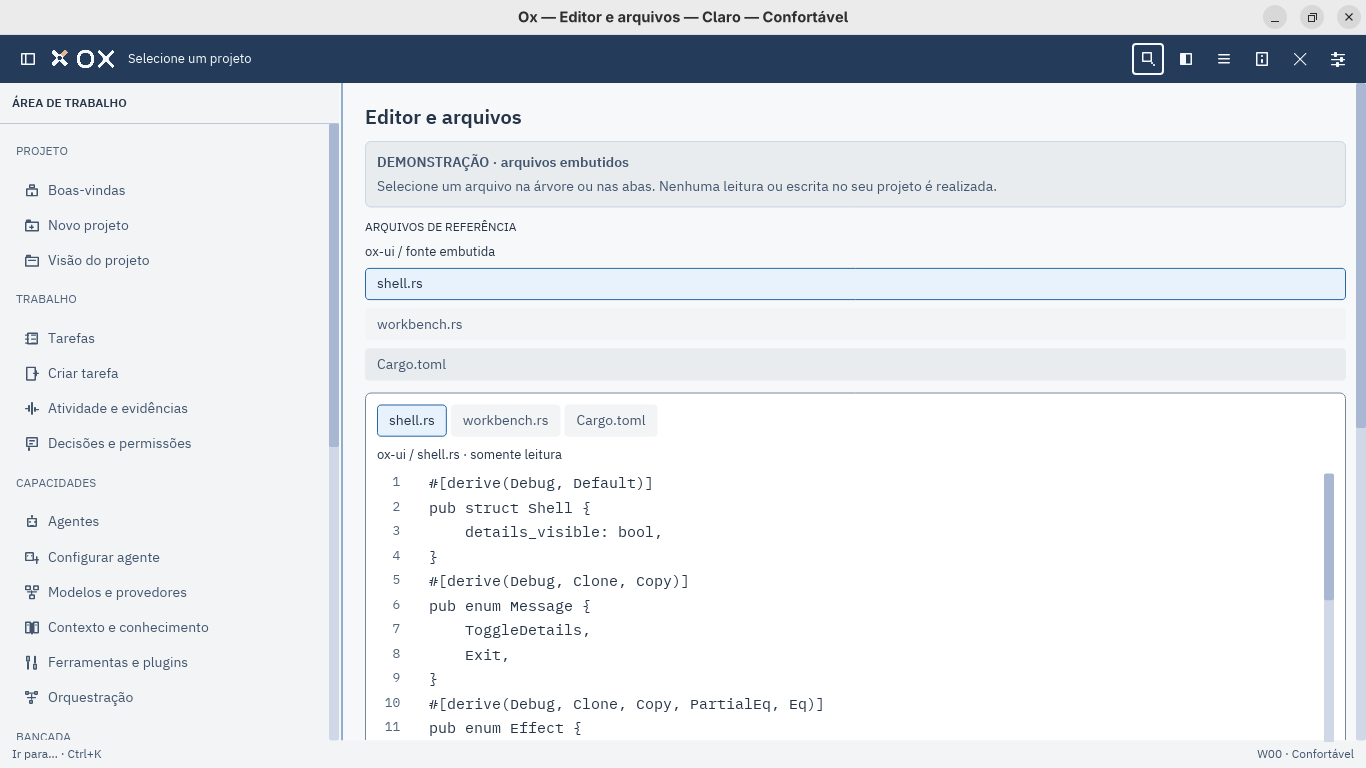 Ox — Editor e arquivos — Claro — Confortável
OX Selecione um projeto
ÁREA DE TRABALHO
PROJETO
Boas-vindas
Novo projeto
Visão do projeto
TRABALHO
Tarefas
Criar tarefa
Atividade e evidências
Decisões e permissões
CAPACIDADES
Agentes
Configurar agente
Modelos e provedores
Contexto e conhecimento
Ferramentas e plugins
Orquestração
BANCADA
Editor e arquivos
DEMONSTRAÇÃO · arquivos embutidos
Selecione um arquivo na árvore ou nas abas. Nenhuma leitura ou escrita no seu projeto é realizada.
ARQUIVOS DE REFERÊNCIA
ox-ui / fonte embutida
shell.rs
workbench.rs
Cargo.toml
shell.rs workbench.rs Cargo.toml
ox-ui / shell.rs · somente leitura
1 #[derive(Debug, Default)]
2 pub struct Shell {
3     details_visible: bool,
4 }
5 #[derive(Debug, Clone, Copy)]
6 pub enum Message {
7     ToggleDetails,
8     Exit,
9 }
10 #[derive(Debug, Clone, Copy, PartialEq, Eq)]
11 pub enum Effect {
Ir para… · Ctrl+K
W00 · Confortável